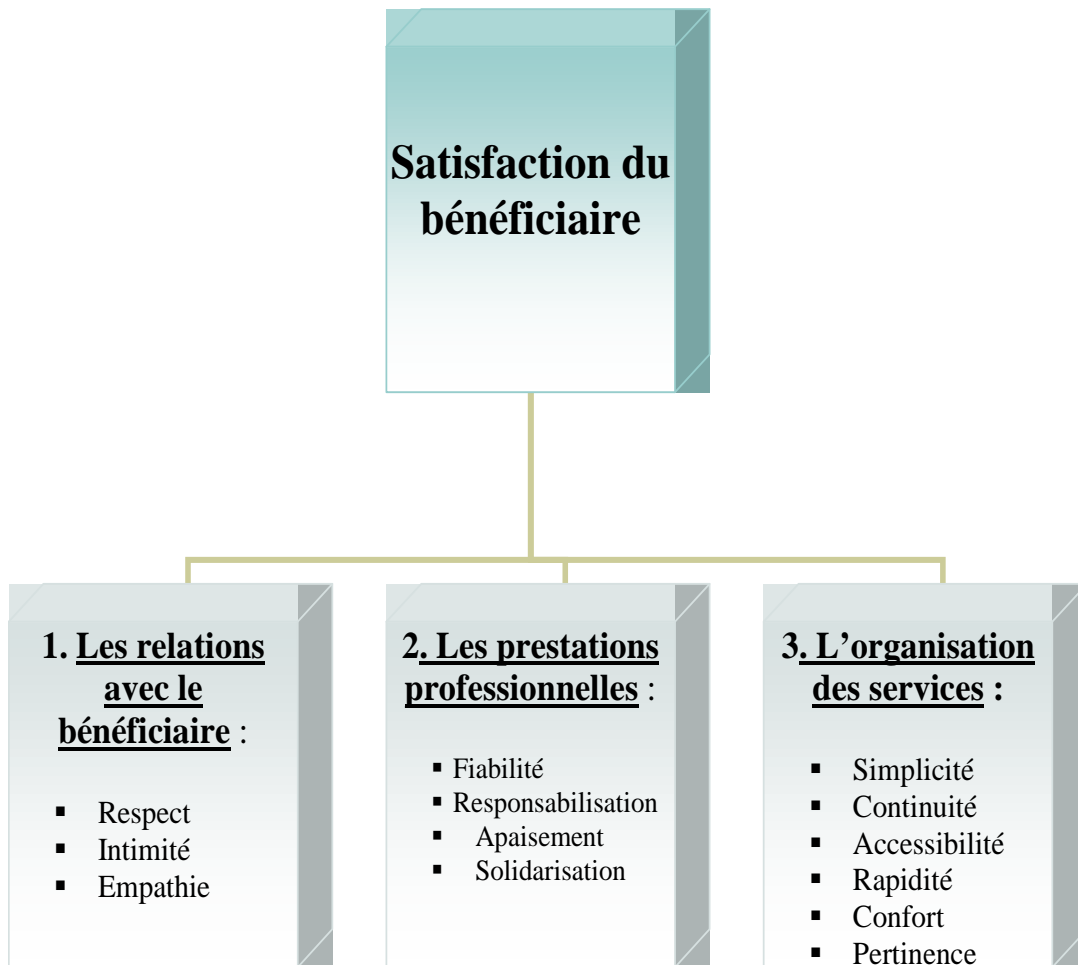 Satisfaction du
bénéficiaire
1. Les relations
avec le
bénéficiaire :
▪ Respect
▪ Intimité
▪ Empathie
2. Les prestations
professionnelles :
▪ Fiabilité
▪ Responsabilisation
▪ Apaisement
▪ Solidarisation
3. L’organisation
des services :
▪ Simplicité
▪ Continuité
▪ Accessibilité
▪ Rapidité
▪ Confort
▪ Pertinence